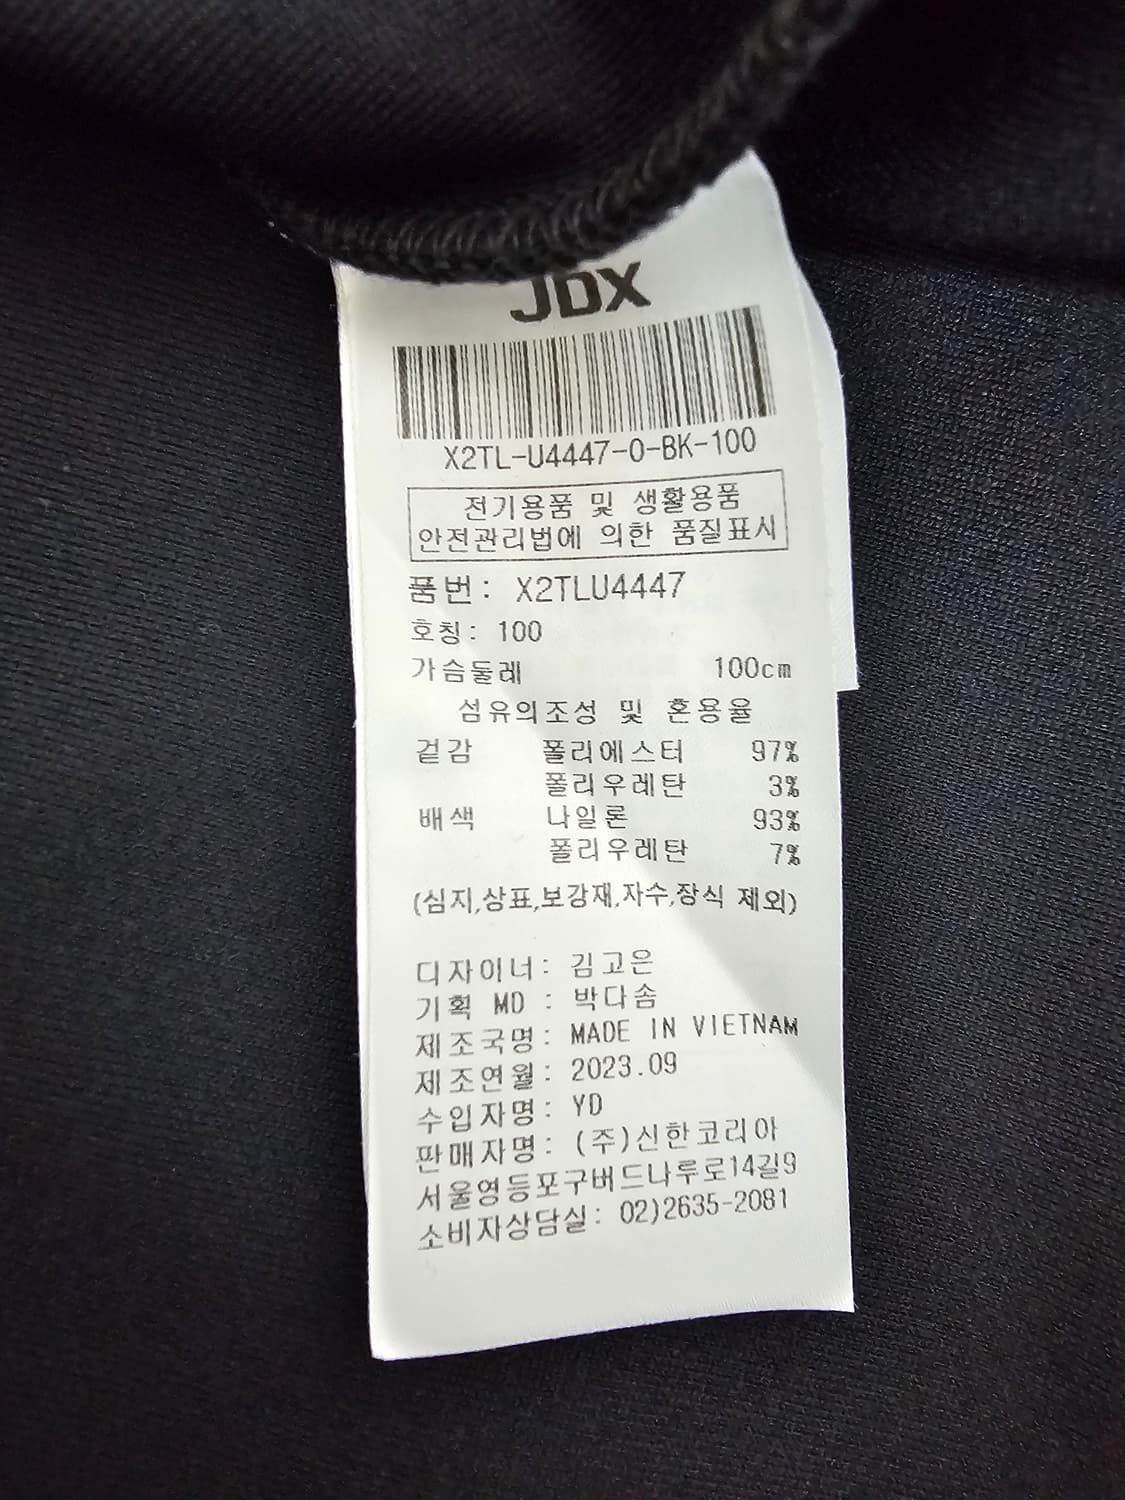 JDX
X2TL-U4447-0-BK-100
전기용품 및 생활용품
안전관리법에 의한 품질표시
품번: X2TLU4447
호칭: 100
가슴둘레 100cm
섬유의조성 및 혼용율
겉감 폴리에스터 97%
폴리우레탄 3%
배색 나일론 93%
폴리우레탄 7%
(심지,상표,보강재,자수,장식 제외)
디자이너: 김고은
기획 MD : 박다솜
제조국명: MADE IN VIETNAM
제조연월: 2023.09
수입자명: YD
판매자명: (주)신한코리아
서울영등포구버드나루로14길9
소비자상담실: 02)2635-2081